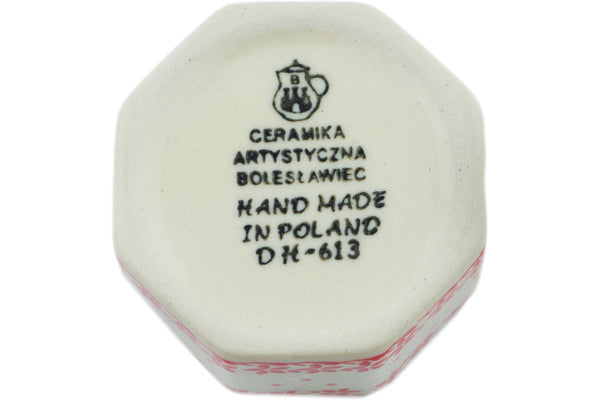 B
CERAMIKA
ARTYSTYCZNA
BOLESŁAWIEC
HAND MADE
IN POLAND
DH-613